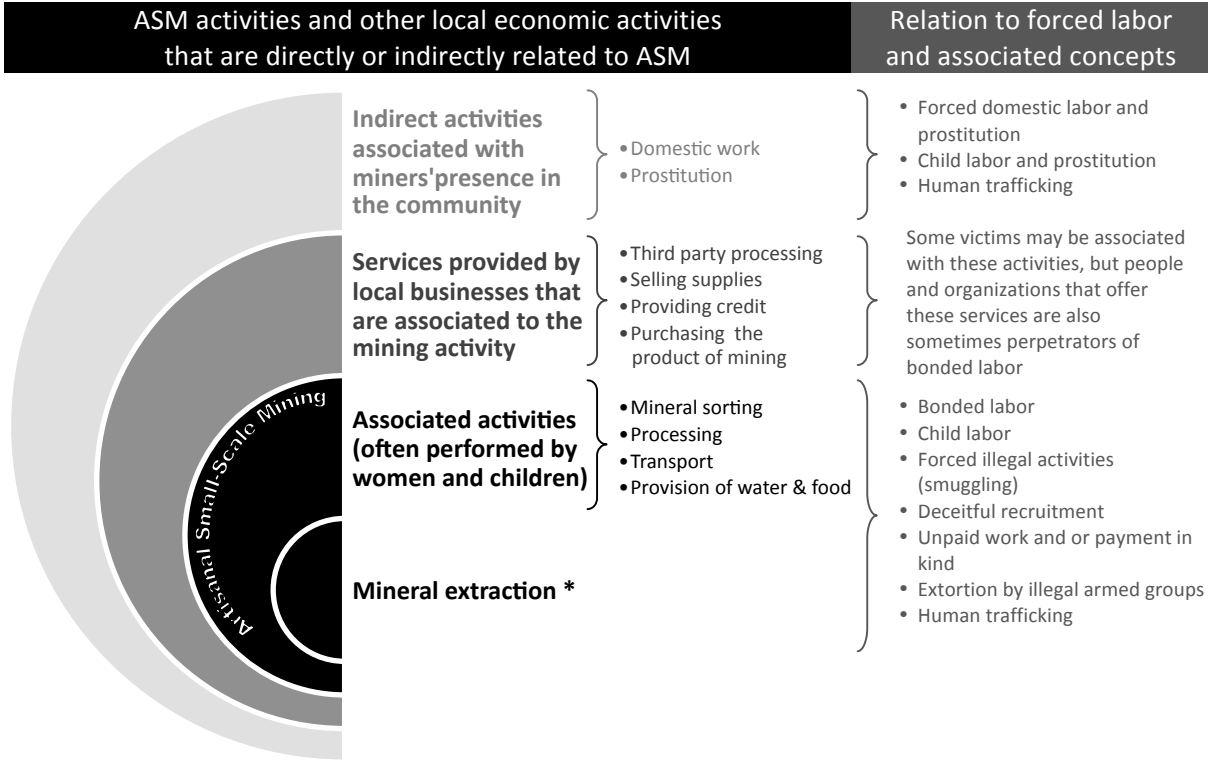 ASM activities and other local economic activities
that are directly or indirectly related to ASM
Relation to forced labor
and associated concepts
Indirect activities
associated with
miners'presence in
the community
•Domestic work
•Prostitution
• Forced domestic labor and
prostitution
• Child labor and prostitution
• Human trafficking
Services provided by
local businesses that
are associated to the
mining activity
•Third party processing
•Selling supplies
•Providing credit
•Purchasing the
product of mining
Some victims may be associated
with these activities, but people
and organizations that offer
these services are also
sometimes perpetrators of
bonded labor
Artisanal Small-Scale Mining
Associated activities
(often performed by
women and children)
•Mineral sorting
•Processing
•Transport
•Provision of water & food
Mineral extraction *
• Bonded labor
• Child labor
• Forced illegal activities
(smuggling)
• Deceitful recruitment
• Unpaid work and or payment in
kind
• Extortion by illegal armed groups
• Human trafficking